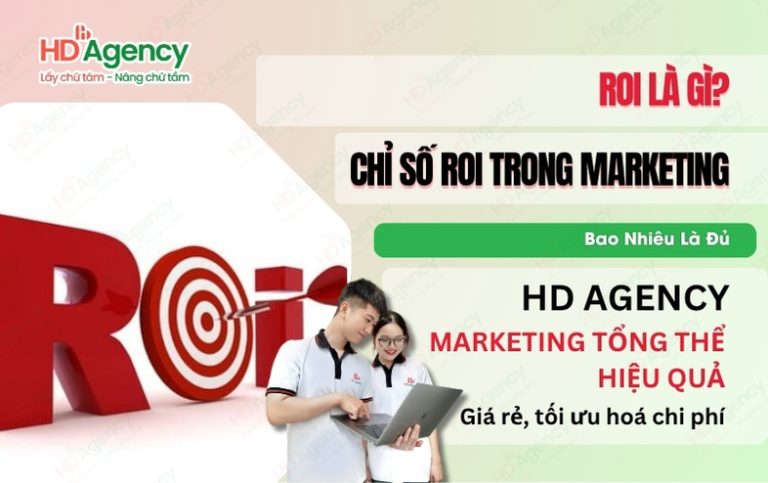 HD Agency
Lấy chữ tâm - Nâng chữ tầm
ROI LÀ GÌ?
CHỈ SỐ ROI TRONG MARKETING
Bao Nhiêu Là Đủ
ROI
HD AGENCY
MARKETING TỔNG THỂ
HIỆU QUẢ
Giá rẻ, tối ưu hoá chi phí